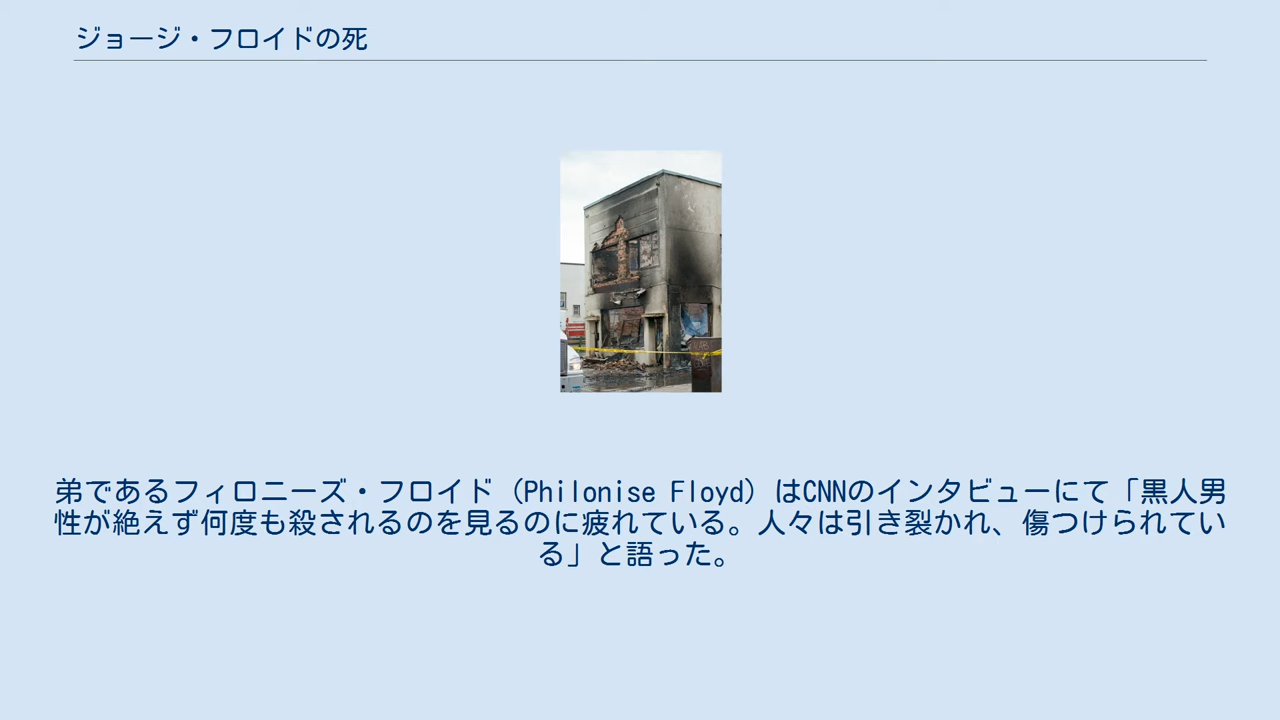 ジョージ・フロイドの死
弟であるフィロニーズ・フロイド（Philonise Floyd）はCNNのインタビューにて「黒人男
性が絶えず何度も殺されるのを見るのに疲れている。人々は引き裂かれ、傷つけられてい
る」と語った。